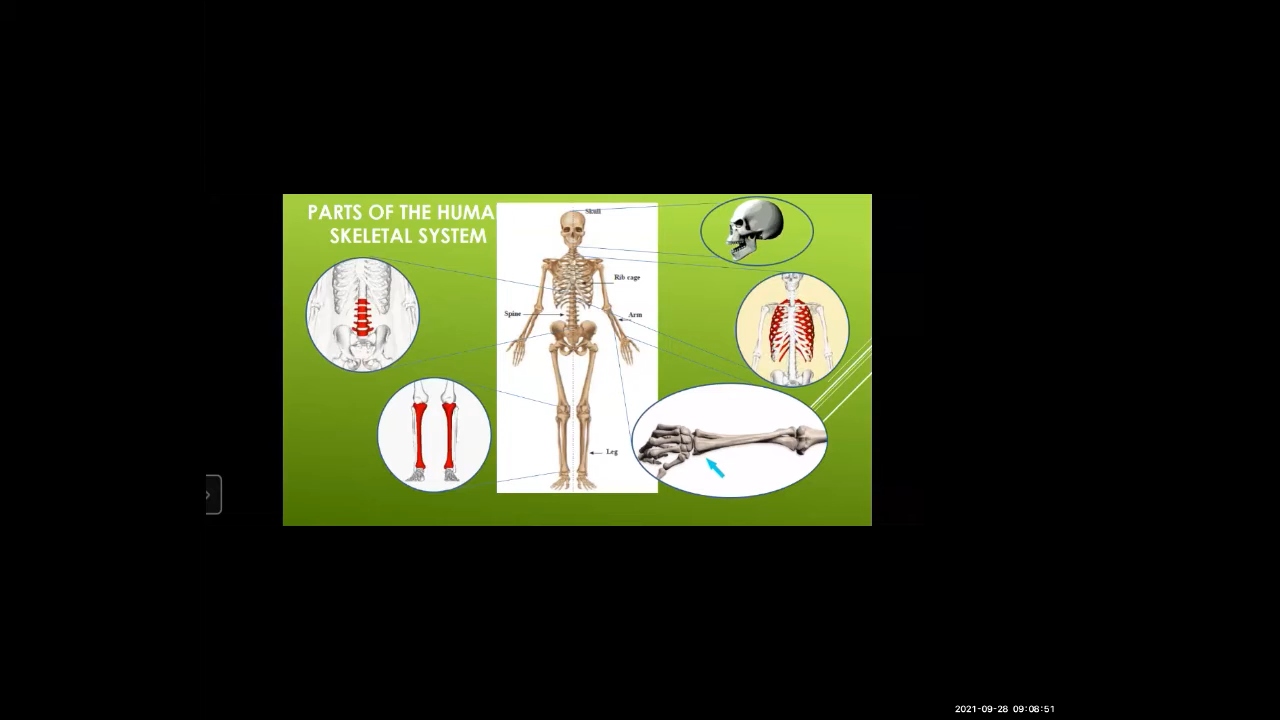 PARTS OF THE HUMA
SKELETAL SYSTEM
Skull
Rib cage
Spine
Arm
Leg
2021-09-28 09:08:51